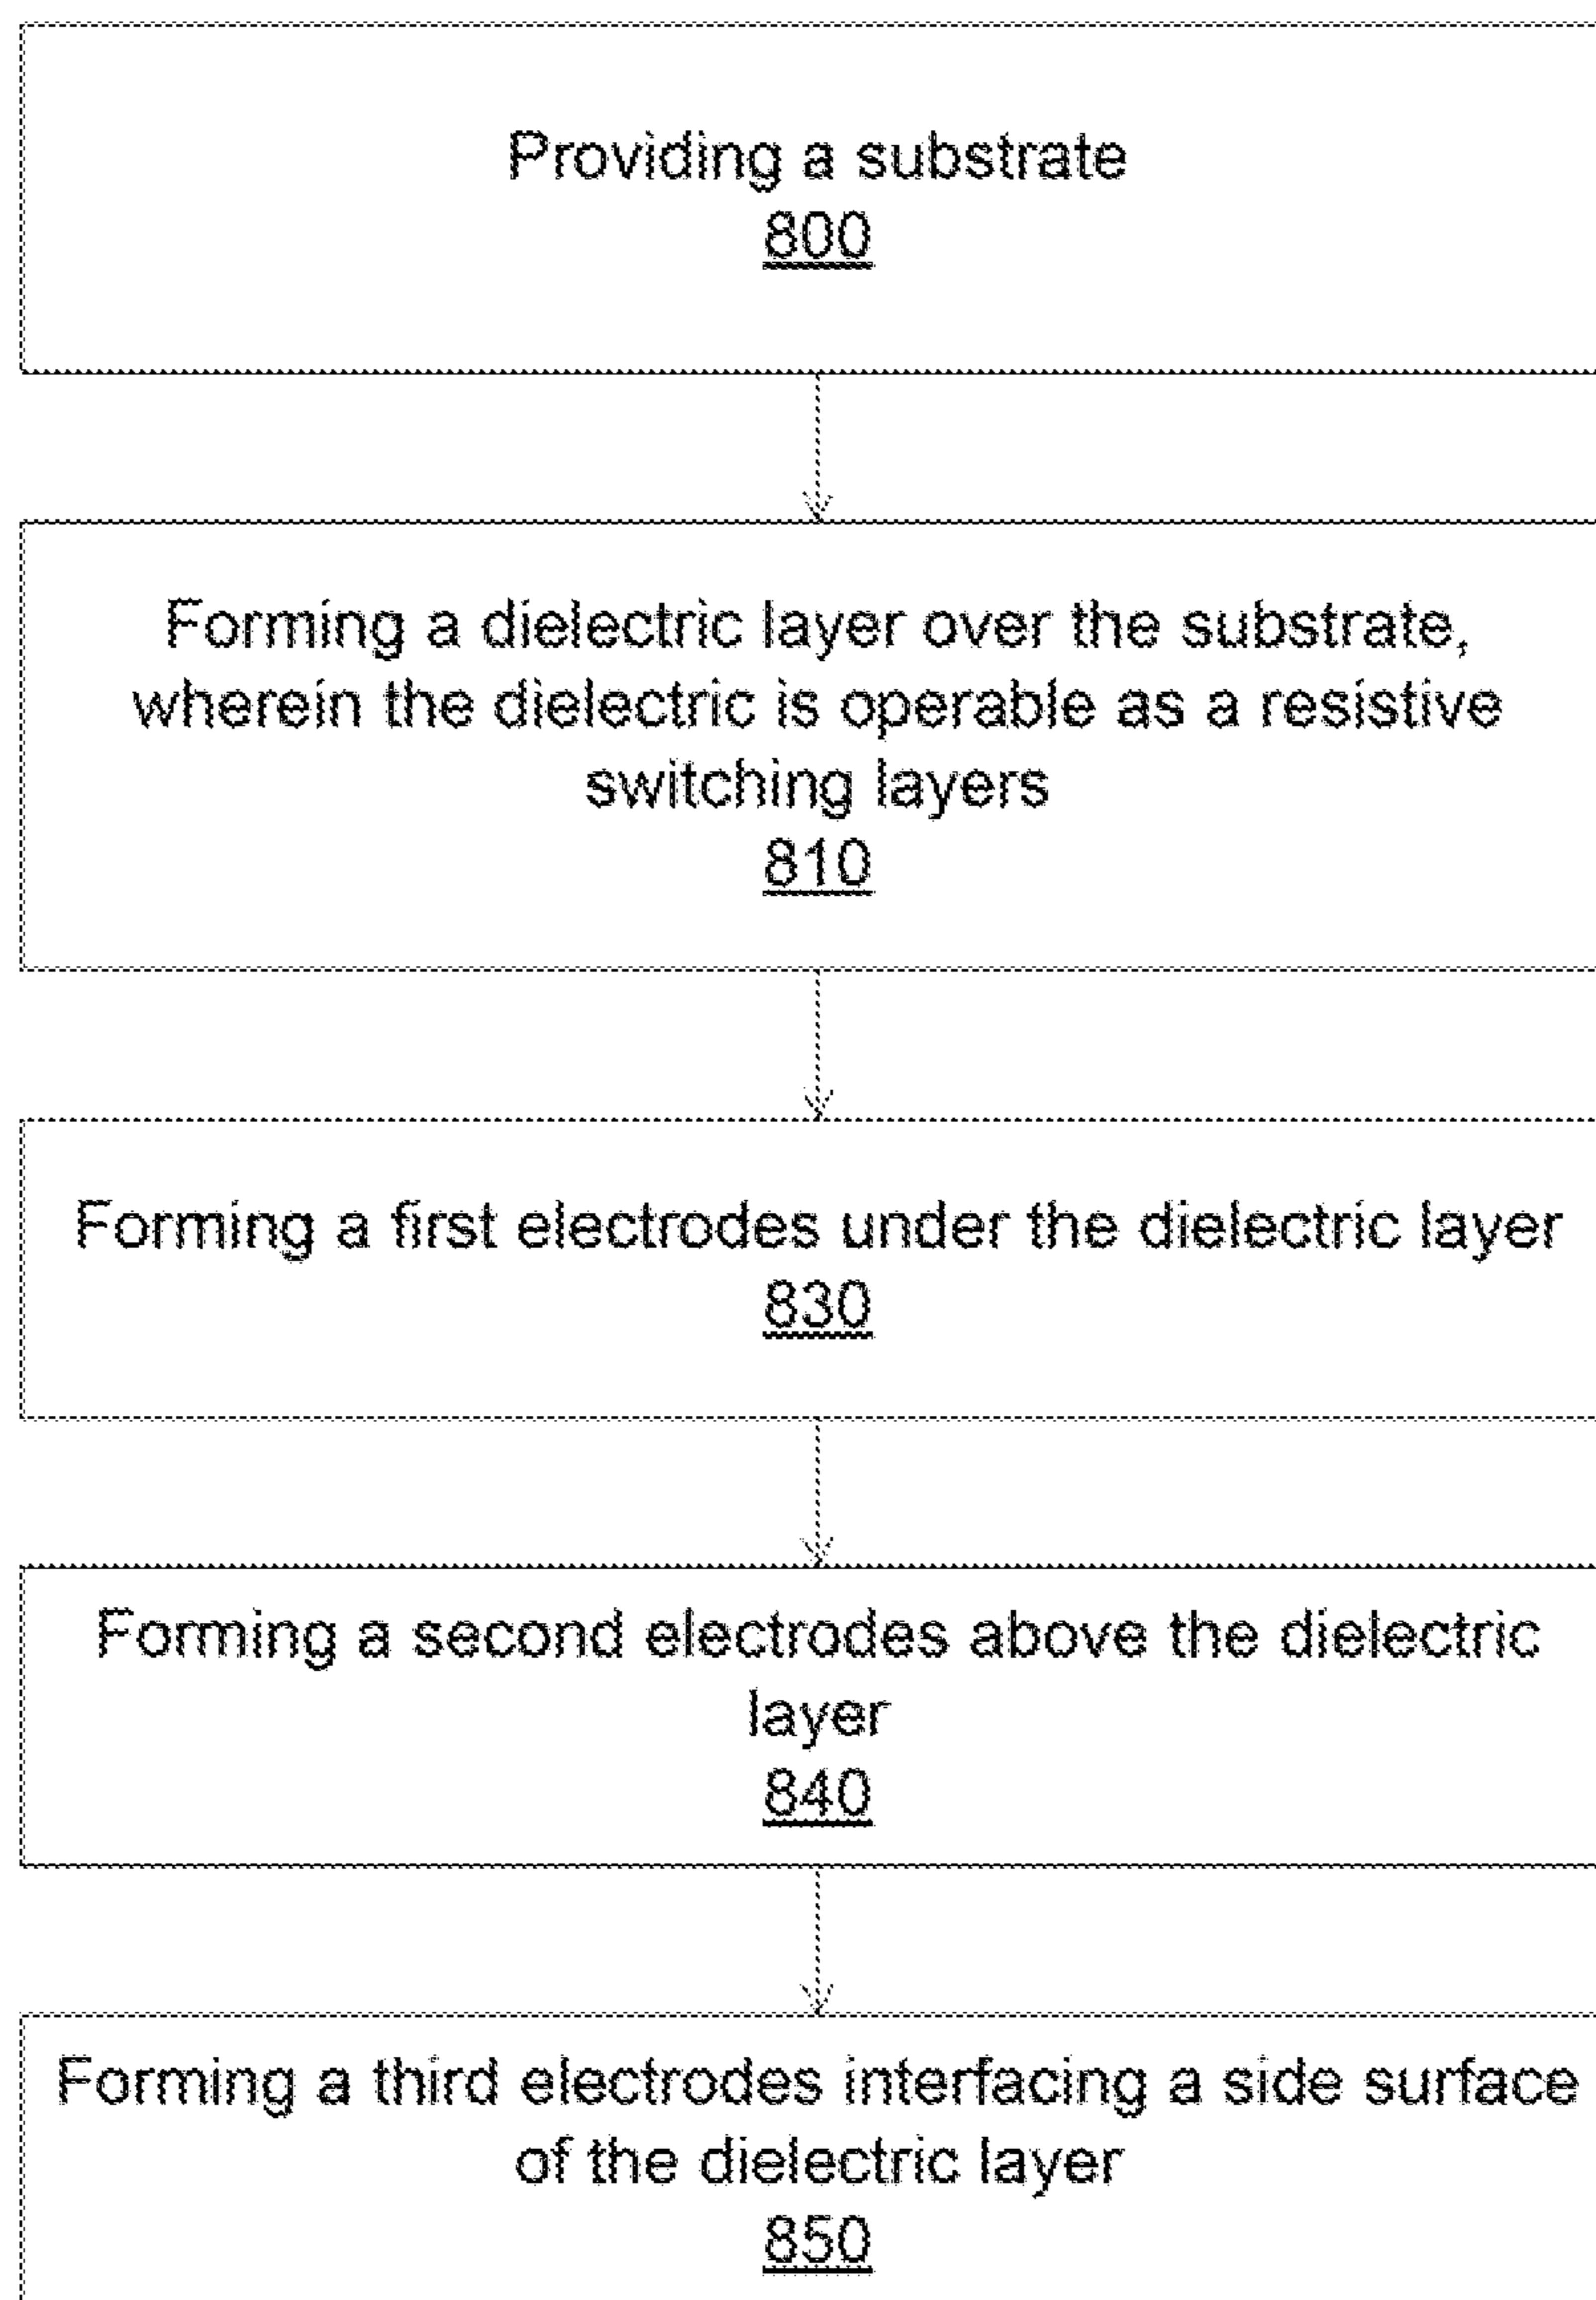 Providing a substrate
800
Forming a dielectric layer over the substrate,
wherein the dielectric is operable as a resistive
switching layers
810
Forming a first electrodes under the dielectric layer
830
Forming a second electrodes above the dielectric
layer
840
Forming a third electrodes interfacing a side surface
of the dielectric layer
850